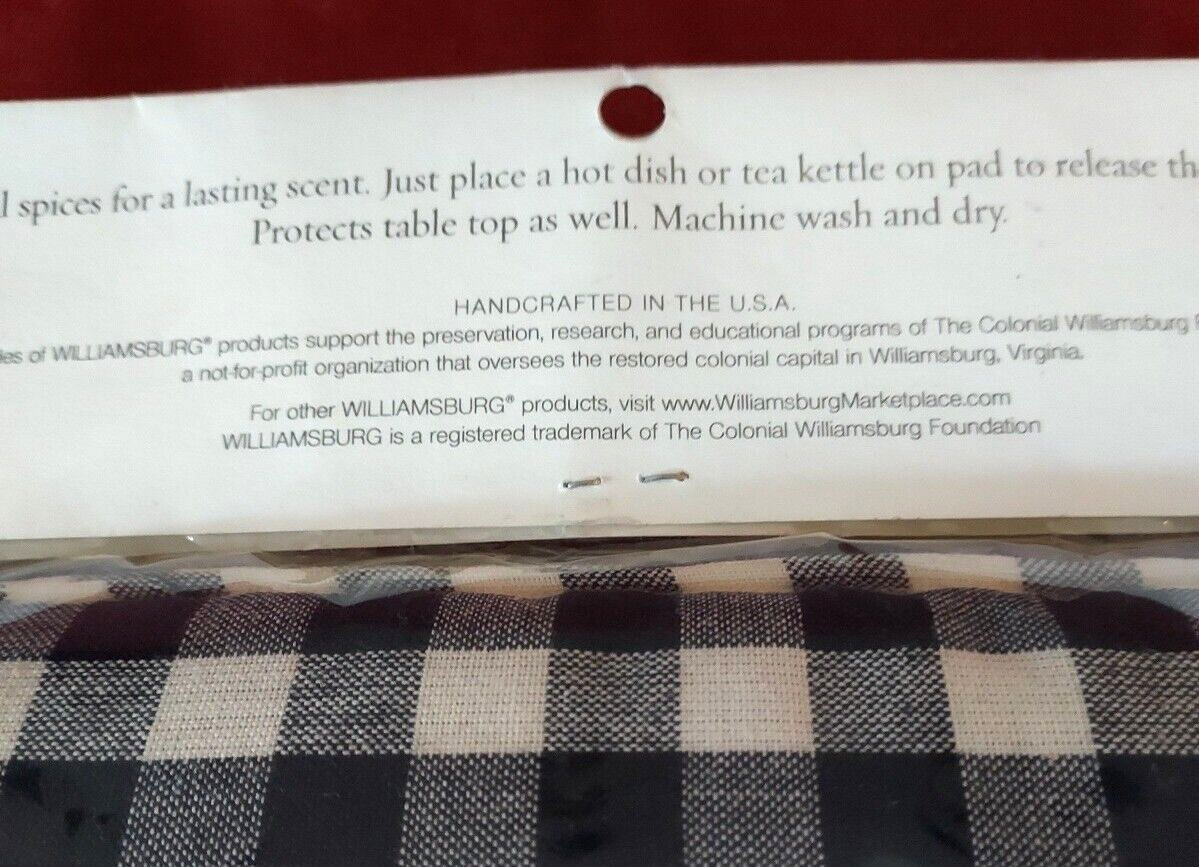 l spices for a lasting scent. Just place a hot dish or tea kettle on pad to release th
Protects table top as well. Machine wash and dry.
HANDCRAFTED IN THE U.S.A.
les of WILLIAMSBURG® products support the preservation, research, and educational programs of The Colonial Williamsburg
a not-for-profit organization that oversees the restored colonial capital in Williamsburg, Virginia.
For other WILLIAMSBURG® products, visit www.WilliamsburgMarketplace.com
WILLIAMSBURG is a registered trademark of The Colonial Williamsburg Foundation